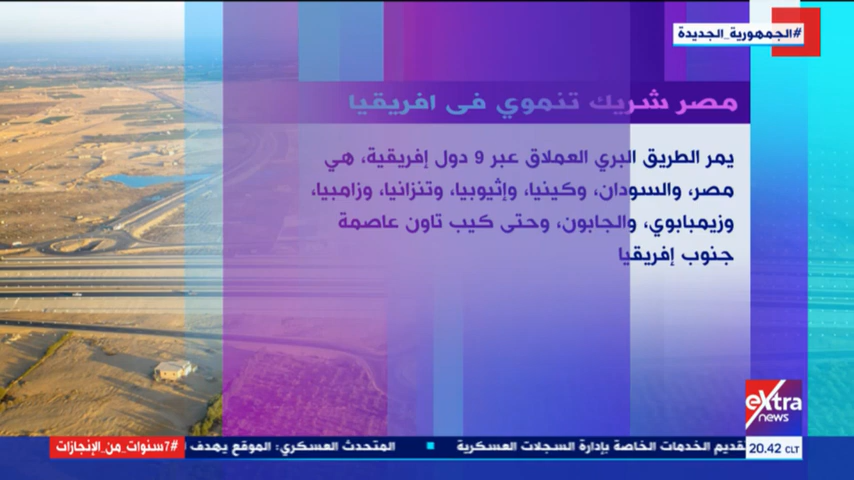 #الجمهورية_الجديدة
مصر شريك تنموي فى افريقيا
يمر الطريق البري العملاق عبر 9 دول إفريقية، هي
مصر، والسودان، وكينيا، وإثيوبيا، وتنزانيا، وزامبيا،
وزيمبابوي، والجابون، وحتى كيب تاون عاصمة
جنوب إفريقيا
eXtra
news
20.42 CLT
تقديم الخدمات الخاصة بإدارة السجلات العسكرية
المتحدث العسكري: الموقع يهدف
#7سنوات_من_الإنجازات